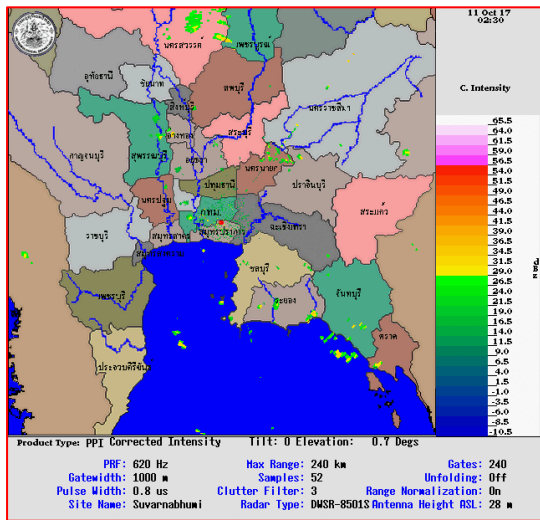 11 Oct 17
02:30
C. Intensity
65.5
64.0
61.5
59.0
56.5
54.0
51.5
49.0
46.5
44.0
41.5
39.0
36.5
34.0
31.5
29.0
26.5
24.0
21.5
19.0
16.5
14.0
11.5
9.0
6.5
4.0
1.5
-1.0
-3.5
-6.0
-8.5
-10.5
นครสวรรค์
เพชรบูรณ์
อุทัยธานี
ชัยนาท
ลพบุรี
สิงห์บุรี
นครราชสีมา
อ่างทอง
สระบุรี
กาญจนบุรี
สุพรรณบุรี
อยุธยา
นครนายก
ปทุมธานี
ปราจีนบุรี
นครปฐม
กทม.
สระแก้ว
ราชบุรี
สมุทรสาคร
สมุทรปราการ
ฉะเชิงเทรา
ชลบุรี
เพชรบุรี
ระยอง
จันทบุรี
ตราด
ประจวบคีรีขันธ์
Product Type: PPI Corrected Intensity Tilt: 0 Elevation: 0.7 Degs
PRF: 620 Hz Max Range: 240 km Gates: 240
Gatewidth: 1000 m Samples: 52 Unfolding: Off
Pulse Width: 0.8 us Clutter Filter: 3 Range Normalization: On
Site Name: Suvarnabhumi Radar Type: DWSR-8501S Antenna Height ASL: 28 m